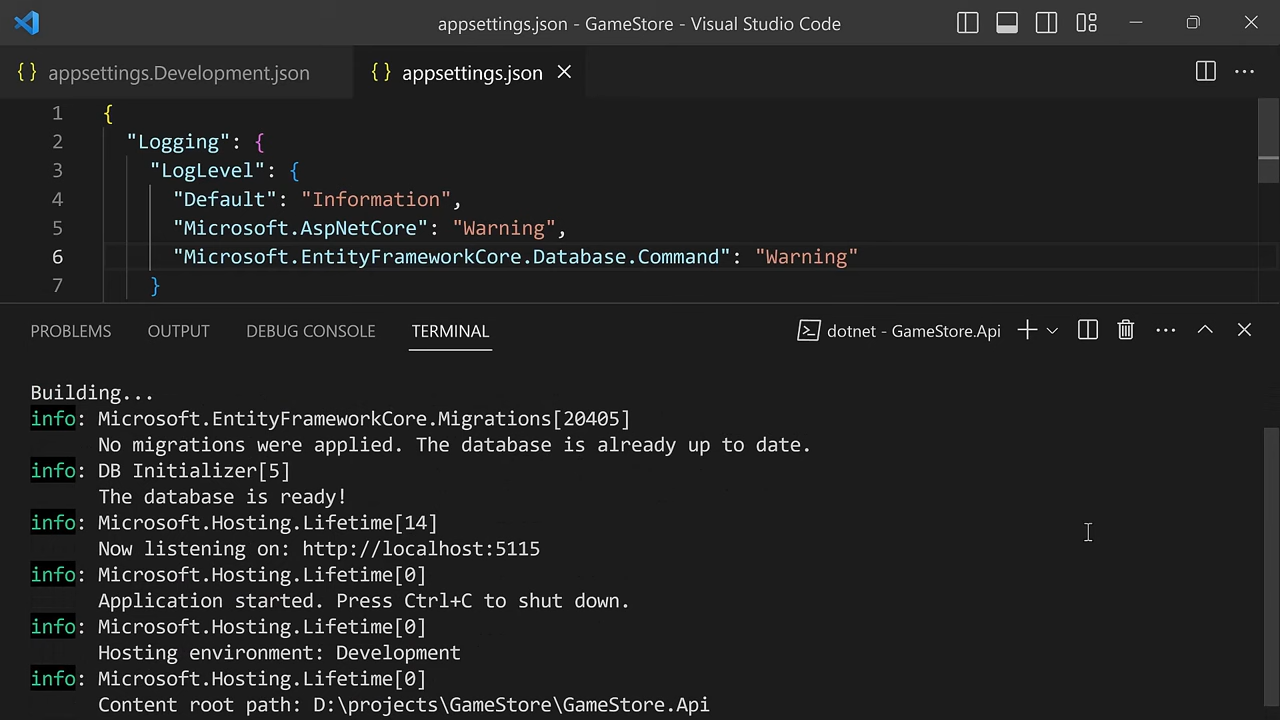 appsettings.json - GameStore - Visual Studio Code
{} appsettings.Development.json
{} appsettings.json
1 {
2 "Logging": {
3 "LogLevel": {
4 "Default": "Information",
5 "Microsoft.AspNetCore": "Warning",
6 "Microsoft.EntityFrameworkCore.Database.Command": "Warning"
7 }
PROBLEMS OUTPUT DEBUG CONSOLE TERMINAL dotnet - GameStore.Api
Building...
info: Microsoft.EntityFrameworkCore.Migrations[20405]
No migrations were applied. The database is already up to date.
info: DB Initializer[5]
The database is ready!
info: Microsoft.Hosting.Lifetime[14]
Now listening on: http://localhost:5115
info: Microsoft.Hosting.Lifetime[0]
Application started. Press Ctrl+C to shut down.
info: Microsoft.Hosting.Lifetime[0]
Hosting environment: Development
info: Microsoft.Hosting.Lifetime[0]
Content root path: D:\projects\GameStore\GameStore.Api